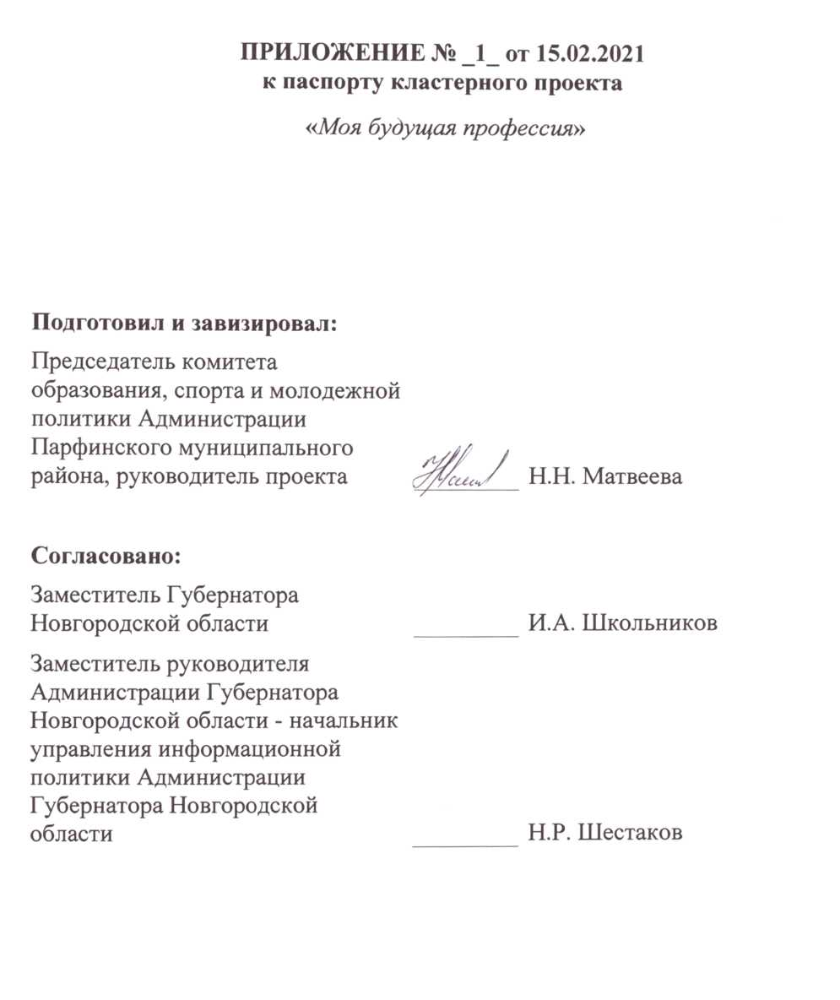 ПРИЛОЖЕНИЕ № _1_ от 15.02.2021
к паспорту кластерного проекта
«Моя будущая профессия»
Подготовил и завизировал:
Председатель комитета
образования, спорта и молодежной
политики Администрации
Парфинского муниципального
района, руководитель проекта _________ Н.Н. Матвеева
Согласовано:
Заместитель Губернатора
Новгородской области _________ И.А. Школьников
Заместитель руководителя
Администрации Губернатора
Новгородской области - начальник
управления информационной
политики Администрации
Губернатора Новгородской
области _________ Н.Р. Шестаков